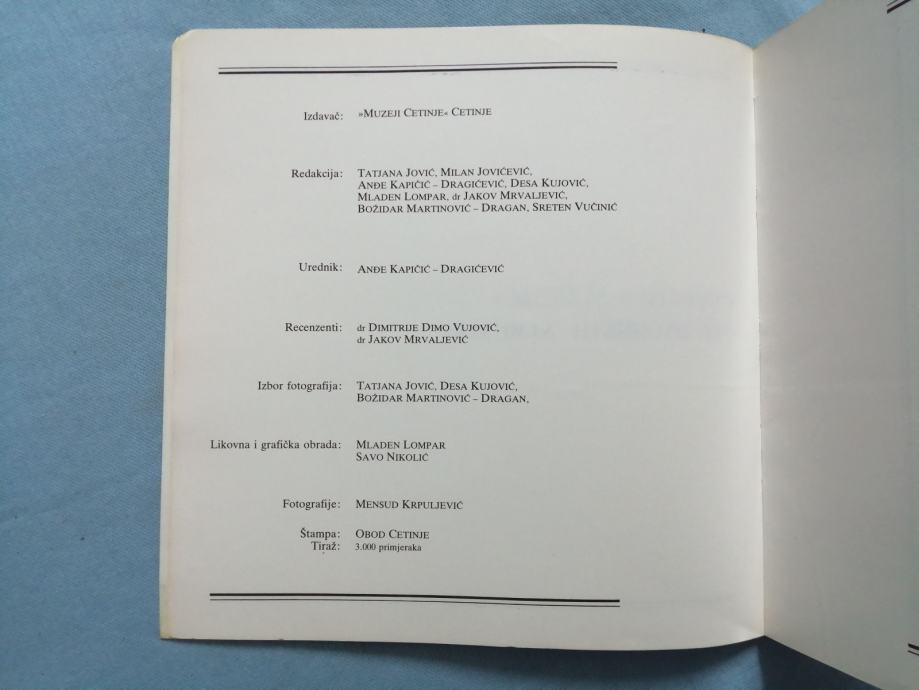 Izdavač: »MUZEJI CETINJE« CETINJE
Redakcija: TATJANA JOVIĆ, MILAN JOVIĆEVIĆ,
ANĐE KAPIČIĆ – DRAGIĆEVIĆ, DESA KUJOVIĆ,
MLADEN LOMPAR, dr JAKOV MRVALJEVIĆ,
BOŽIDAR MARTINOVIĆ – DRAGAN, SRETEN VUČINIĆ
Urednik: ANĐE KAPIČIĆ – DRAGIĆEVIĆ
Recenzenti: dr DIMITRIJE DIMO VUJOVIĆ,
dr JAKOV MRVALJEVIĆ
Izbor fotografija: TATJANA JOVIĆ, DESA KUJOVIĆ,
BOŽIDAR MARTINOVIĆ – DRAGAN,
Likovna i grafička obrada: MLADEN LOMPAR
SAVO NIKOLIĆ
Fotografije: MENSUD KRPULJEVIĆ
Štampa: OBOD CETINJE
Tiraž: 3.000 primjeraka